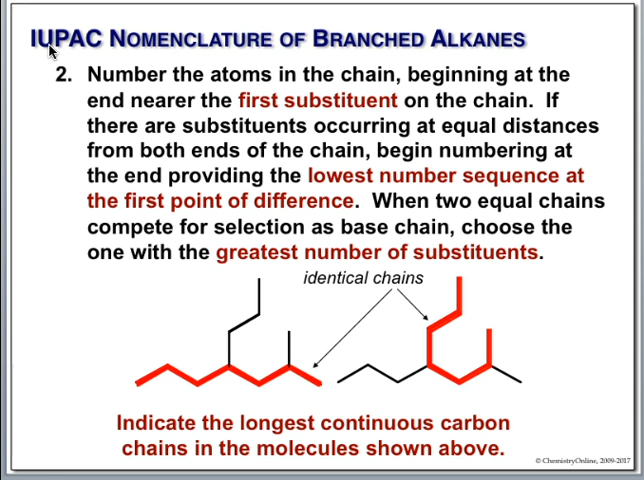 IUPAC NOMENCLATURE OF BRANCHED ALKANES
2. Number the atoms in the chain, beginning at the
end nearer the first substituent on the chain. If
there are substituents occurring at equal distances
from both ends of the chain, begin numbering at
the end providing the lowest number sequence at
the first point of difference. When two equal chains
compete for selection as base chain, choose the
one with the greatest number of substituents.
identical chains
Indicate the longest continuous carbon
chains in the molecules shown above.
© ChemistryOnline, 2009-2017